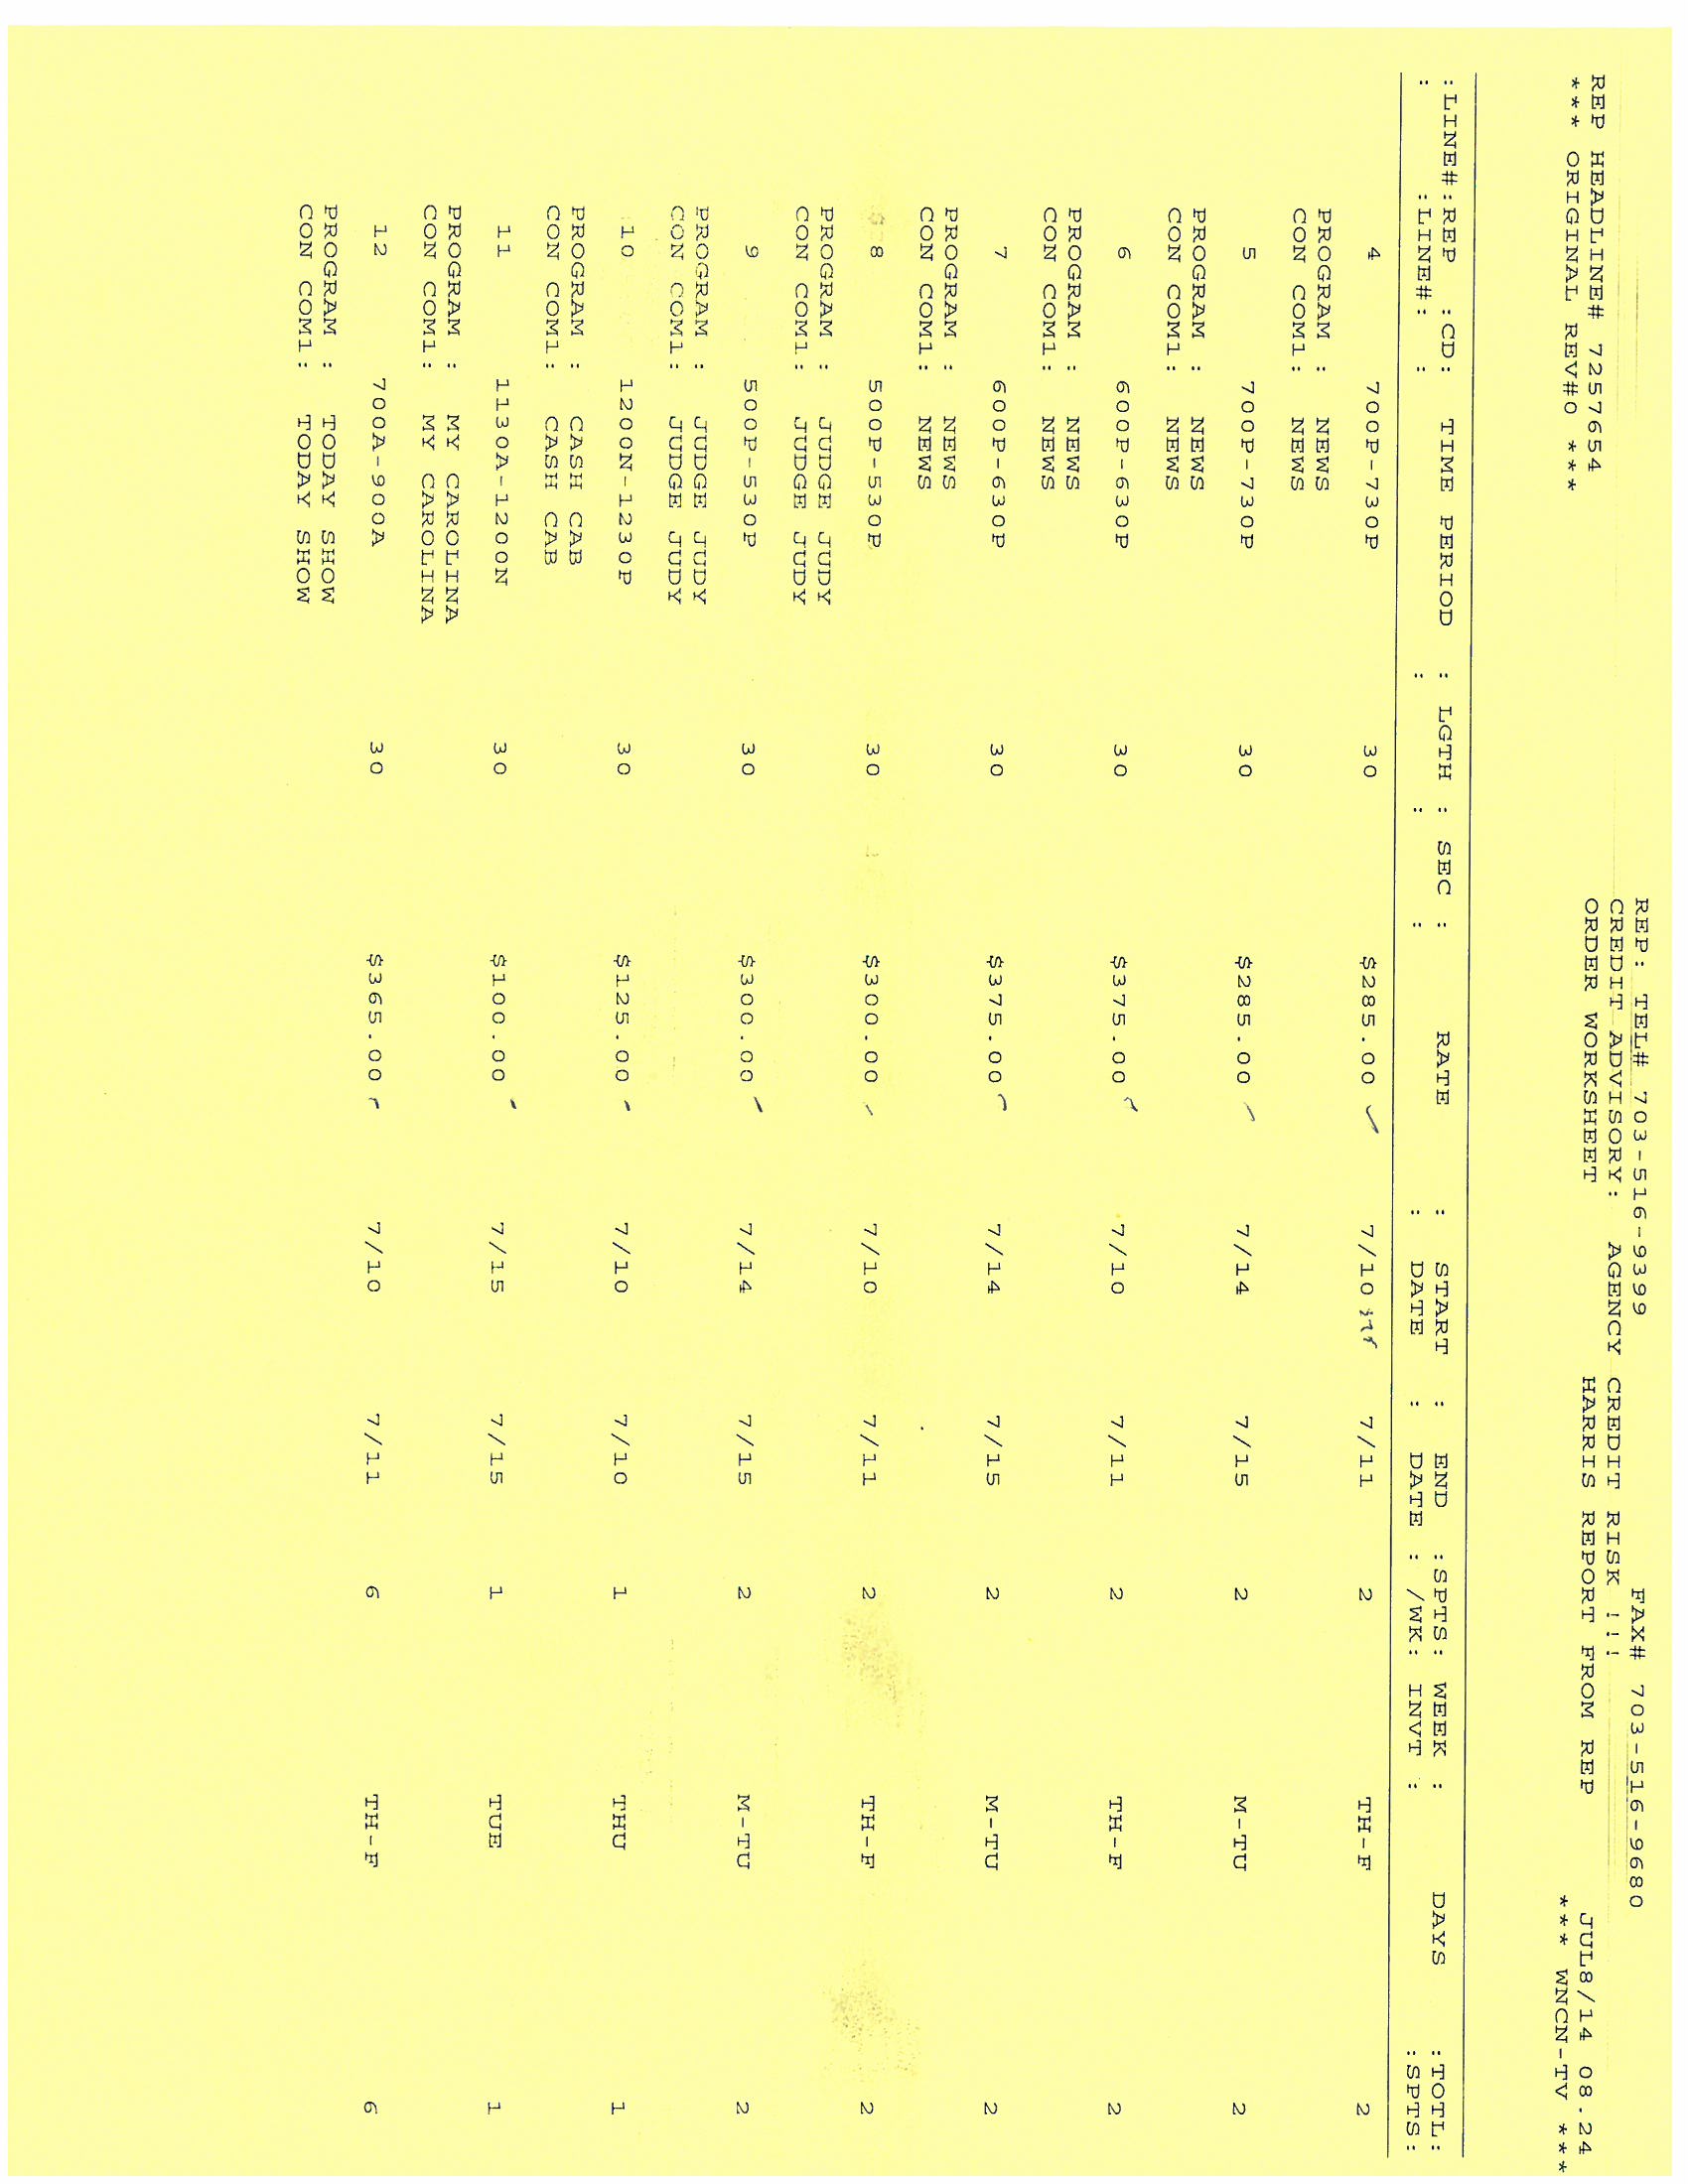 REP: TEL# 703-516-9399 FAX# 703-516-9680
CREDIT ADVISORY: AGENCY CREDIT RISK !!!
REP HEADLINE# 7257654 ORDER WORKSHEET HARRIS REPORT FROM REP JUL8/14 08.24
*** ORIGINAL REV#0 *** *** WNCN-TV ***
:LINE#:REP :CD: TIME PERIOD : LGTH : SEC : RATE : START : END :SPTS: WEEK : DAYS :TOTL:
: :LINE#: : : : : DATE : DATE : /WK: INVT : :SPTS:
4 700P-730P 30 $285.00 7/10 7/11 2 TH-F 2
PROGRAM : NEWS
CON COM1: NEWS
5 700P-730P 30 $285.00 7/14 7/15 2 M-TU 2
PROGRAM : NEWS
CON COM1: NEWS
6 600P-630P 30 $375.00 7/10 7/11 2 TH-F 2
PROGRAM : NEWS
CON COM1: NEWS
7 600P-630P 30 $375.00 7/14 7/15 2 M-TU 2
PROGRAM : NEWS
CON COM1: NEWS
8 500P-530P 30 $300.00 7/10 7/11 2 TH-F 2
PROGRAM : JUDGE JUDY
CON COM1: JUDGE JUDY
9 500P-530P 30 $300.00 7/14 7/15 2 M-TU 2
PROGRAM : JUDGE JUDY
CON COM1: JUDGE JUDY
10 1200N-1230P 30 $125.00 7/10 7/10 1 THU 1
PROGRAM : CASH CAB
CON COM1: CASH CAB
11 1130A-1200N 30 $100.00 7/15 7/15 1 TUE 1
PROGRAM : MY CAROLINA
CON COM1: MY CAROLINA
12 700A-900A 30 $365.00 7/10 7/11 6 TH-F 6
PROGRAM : TODAY SHOW
CON COM1: TODAY SHOW